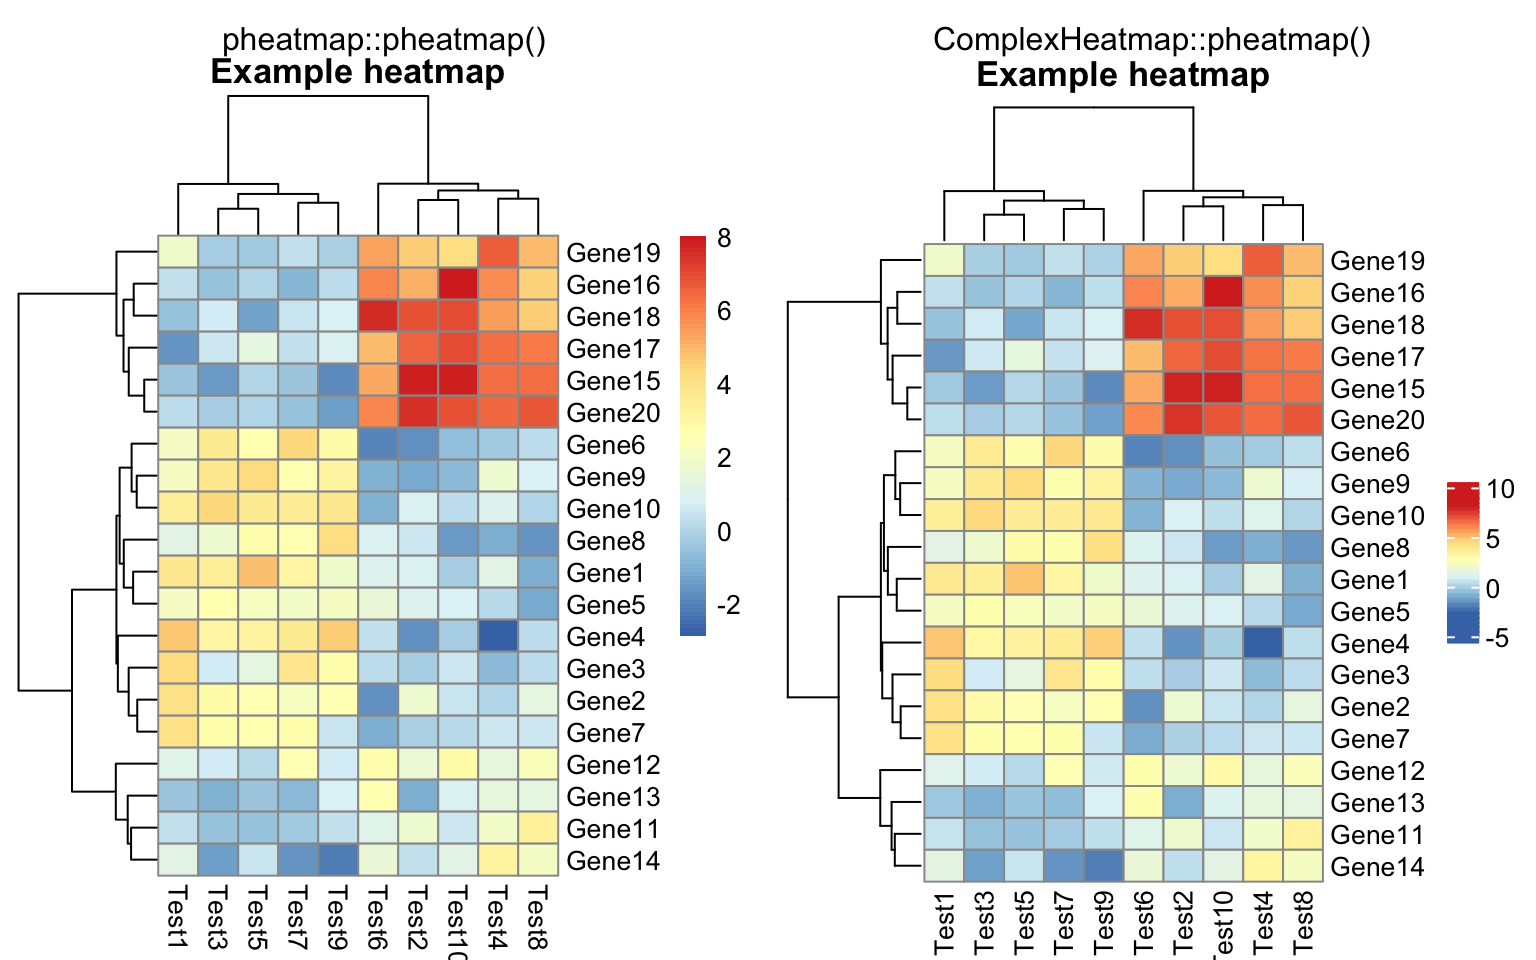 pheatmap::pheatmap()
Example heatmap
Gene19
Gene16
Gene18
Gene17
Gene15
Gene20
Gene6
Gene9
Gene10
Gene8
Gene1
Gene5
Gene4
Gene3
Gene2
Gene7
Gene12
Gene13
Gene11
Gene14
8
6
4
2
0
-2
Test1
Test3
Test5
Test7
Test9
Test6
Test2
Test10
Test4
Test8
ComplexHeatmap::pheatmap()
Example heatmap
Gene19
Gene16
Gene18
Gene17
Gene15
Gene20
Gene6
Gene9
Gene10
Gene8
Gene1
Gene5
Gene4
Gene3
Gene2
Gene7
Gene12
Gene13
Gene11
Gene14
10
5
0
-5
Test1
Test3
Test5
Test7
Test9
Test6
Test2
Test10
Test4
Test8